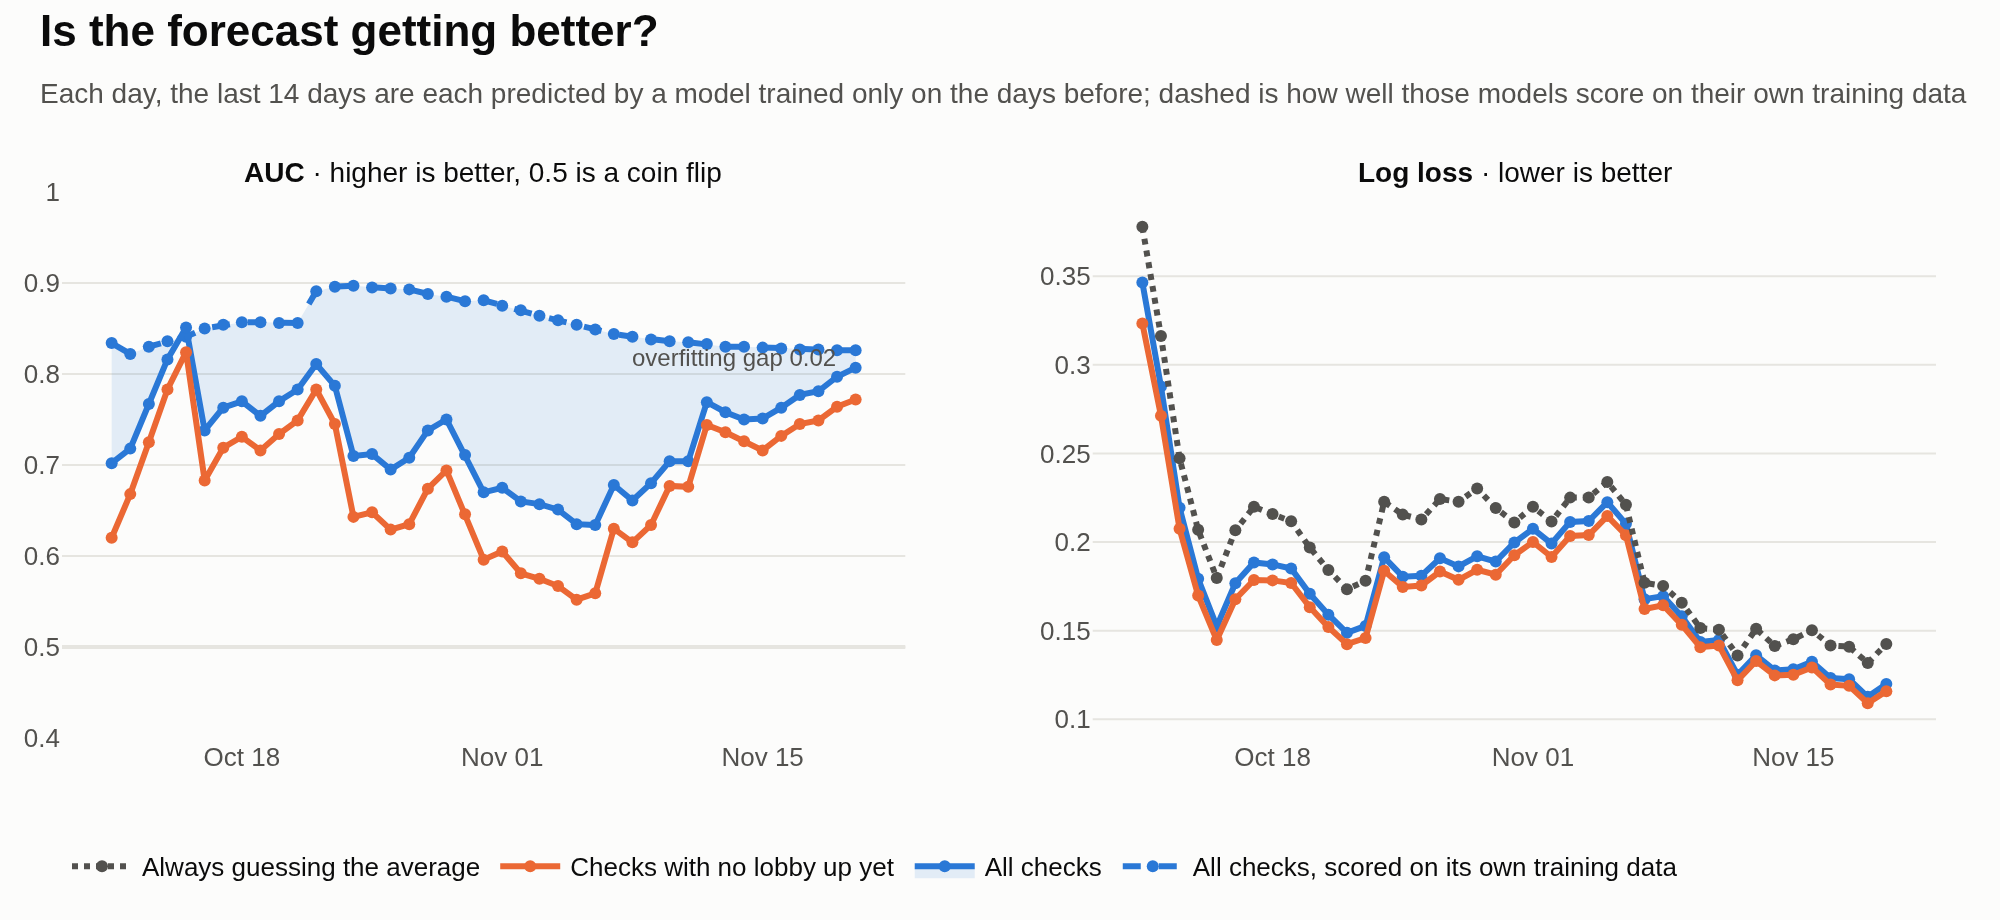 Is the forecast getting better?
Each day, the last 14 days are each predicted by a model trained only on the days before; dashed is how well those models score on their own training data
AUC · higher is better, 0.5 is a coin flip
1
0.9
0.8
0.7
0.6
0.5
0.4
overfitting gap 0.02
Oct 18 Nov 01 Nov 15
Log loss · lower is better
0.35
0.3
0.25
0.2
0.15
0.1
Oct 18 Nov 01 Nov 15
Always guessing the average Checks with no lobby up yet All checks All checks, scored on its own training data